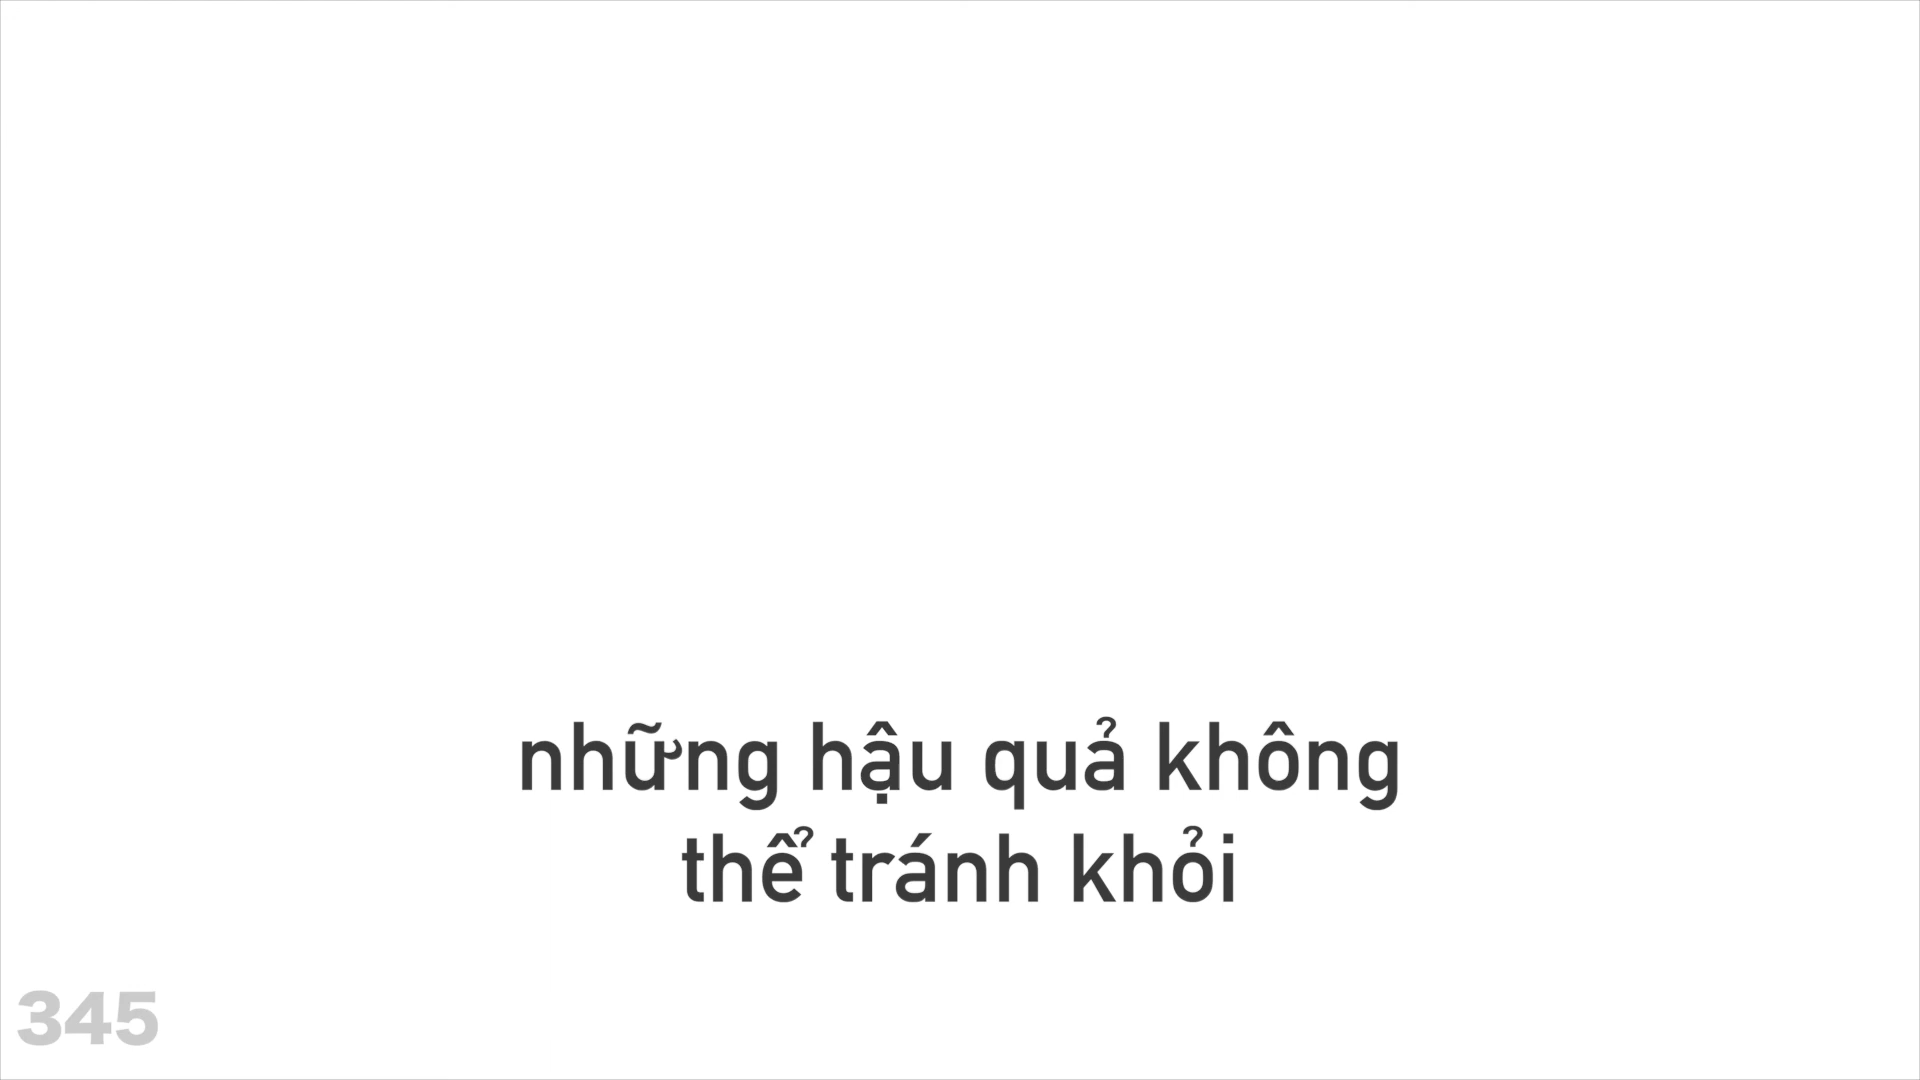 những hậu quả không
thể tránh khỏi
345